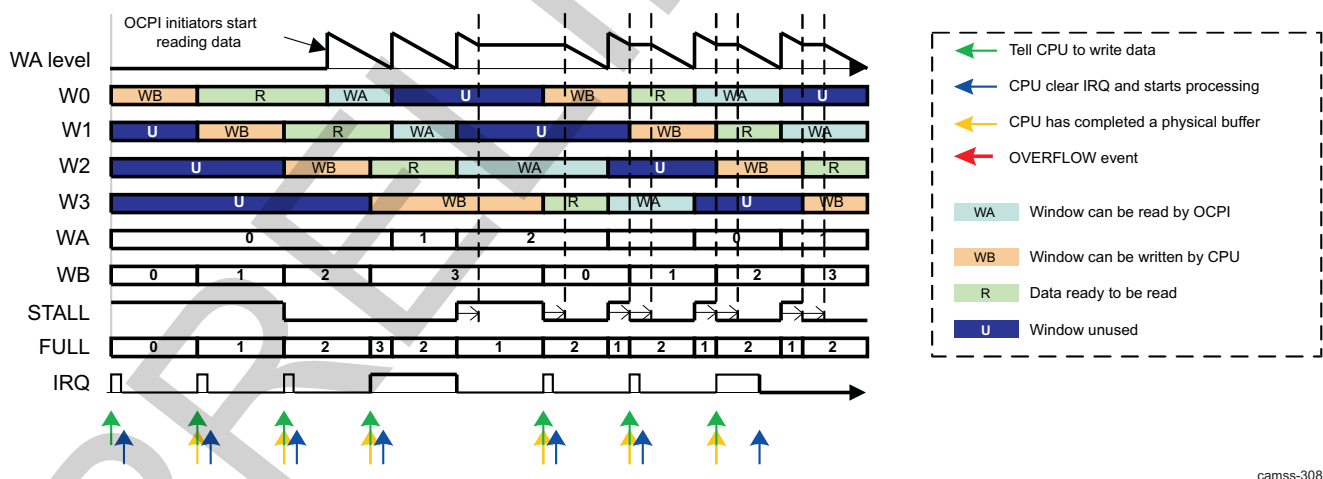 OCPI initiators start
reading data
WA level
W0 WB R WA U WB R WA U
W1 U WB R WA U WB R WA
W2 U WB R WA U WB R
W3 U WB R WA U WB
WA 0 1 2 0 1
WB 0 1 2 3 0 1 2 3
STALL
FULL 0 1 2 3 2 1 2 1 2 1 2 1 2
IRQ
Tell CPU to write data
CPU clear IRQ and starts processing
CPU has completed a physical buffer
OVERFLOW event
WA Window can be read by OCPI
WB Window can be written by CPU
R Data ready to be read
U Window unused
camss-308